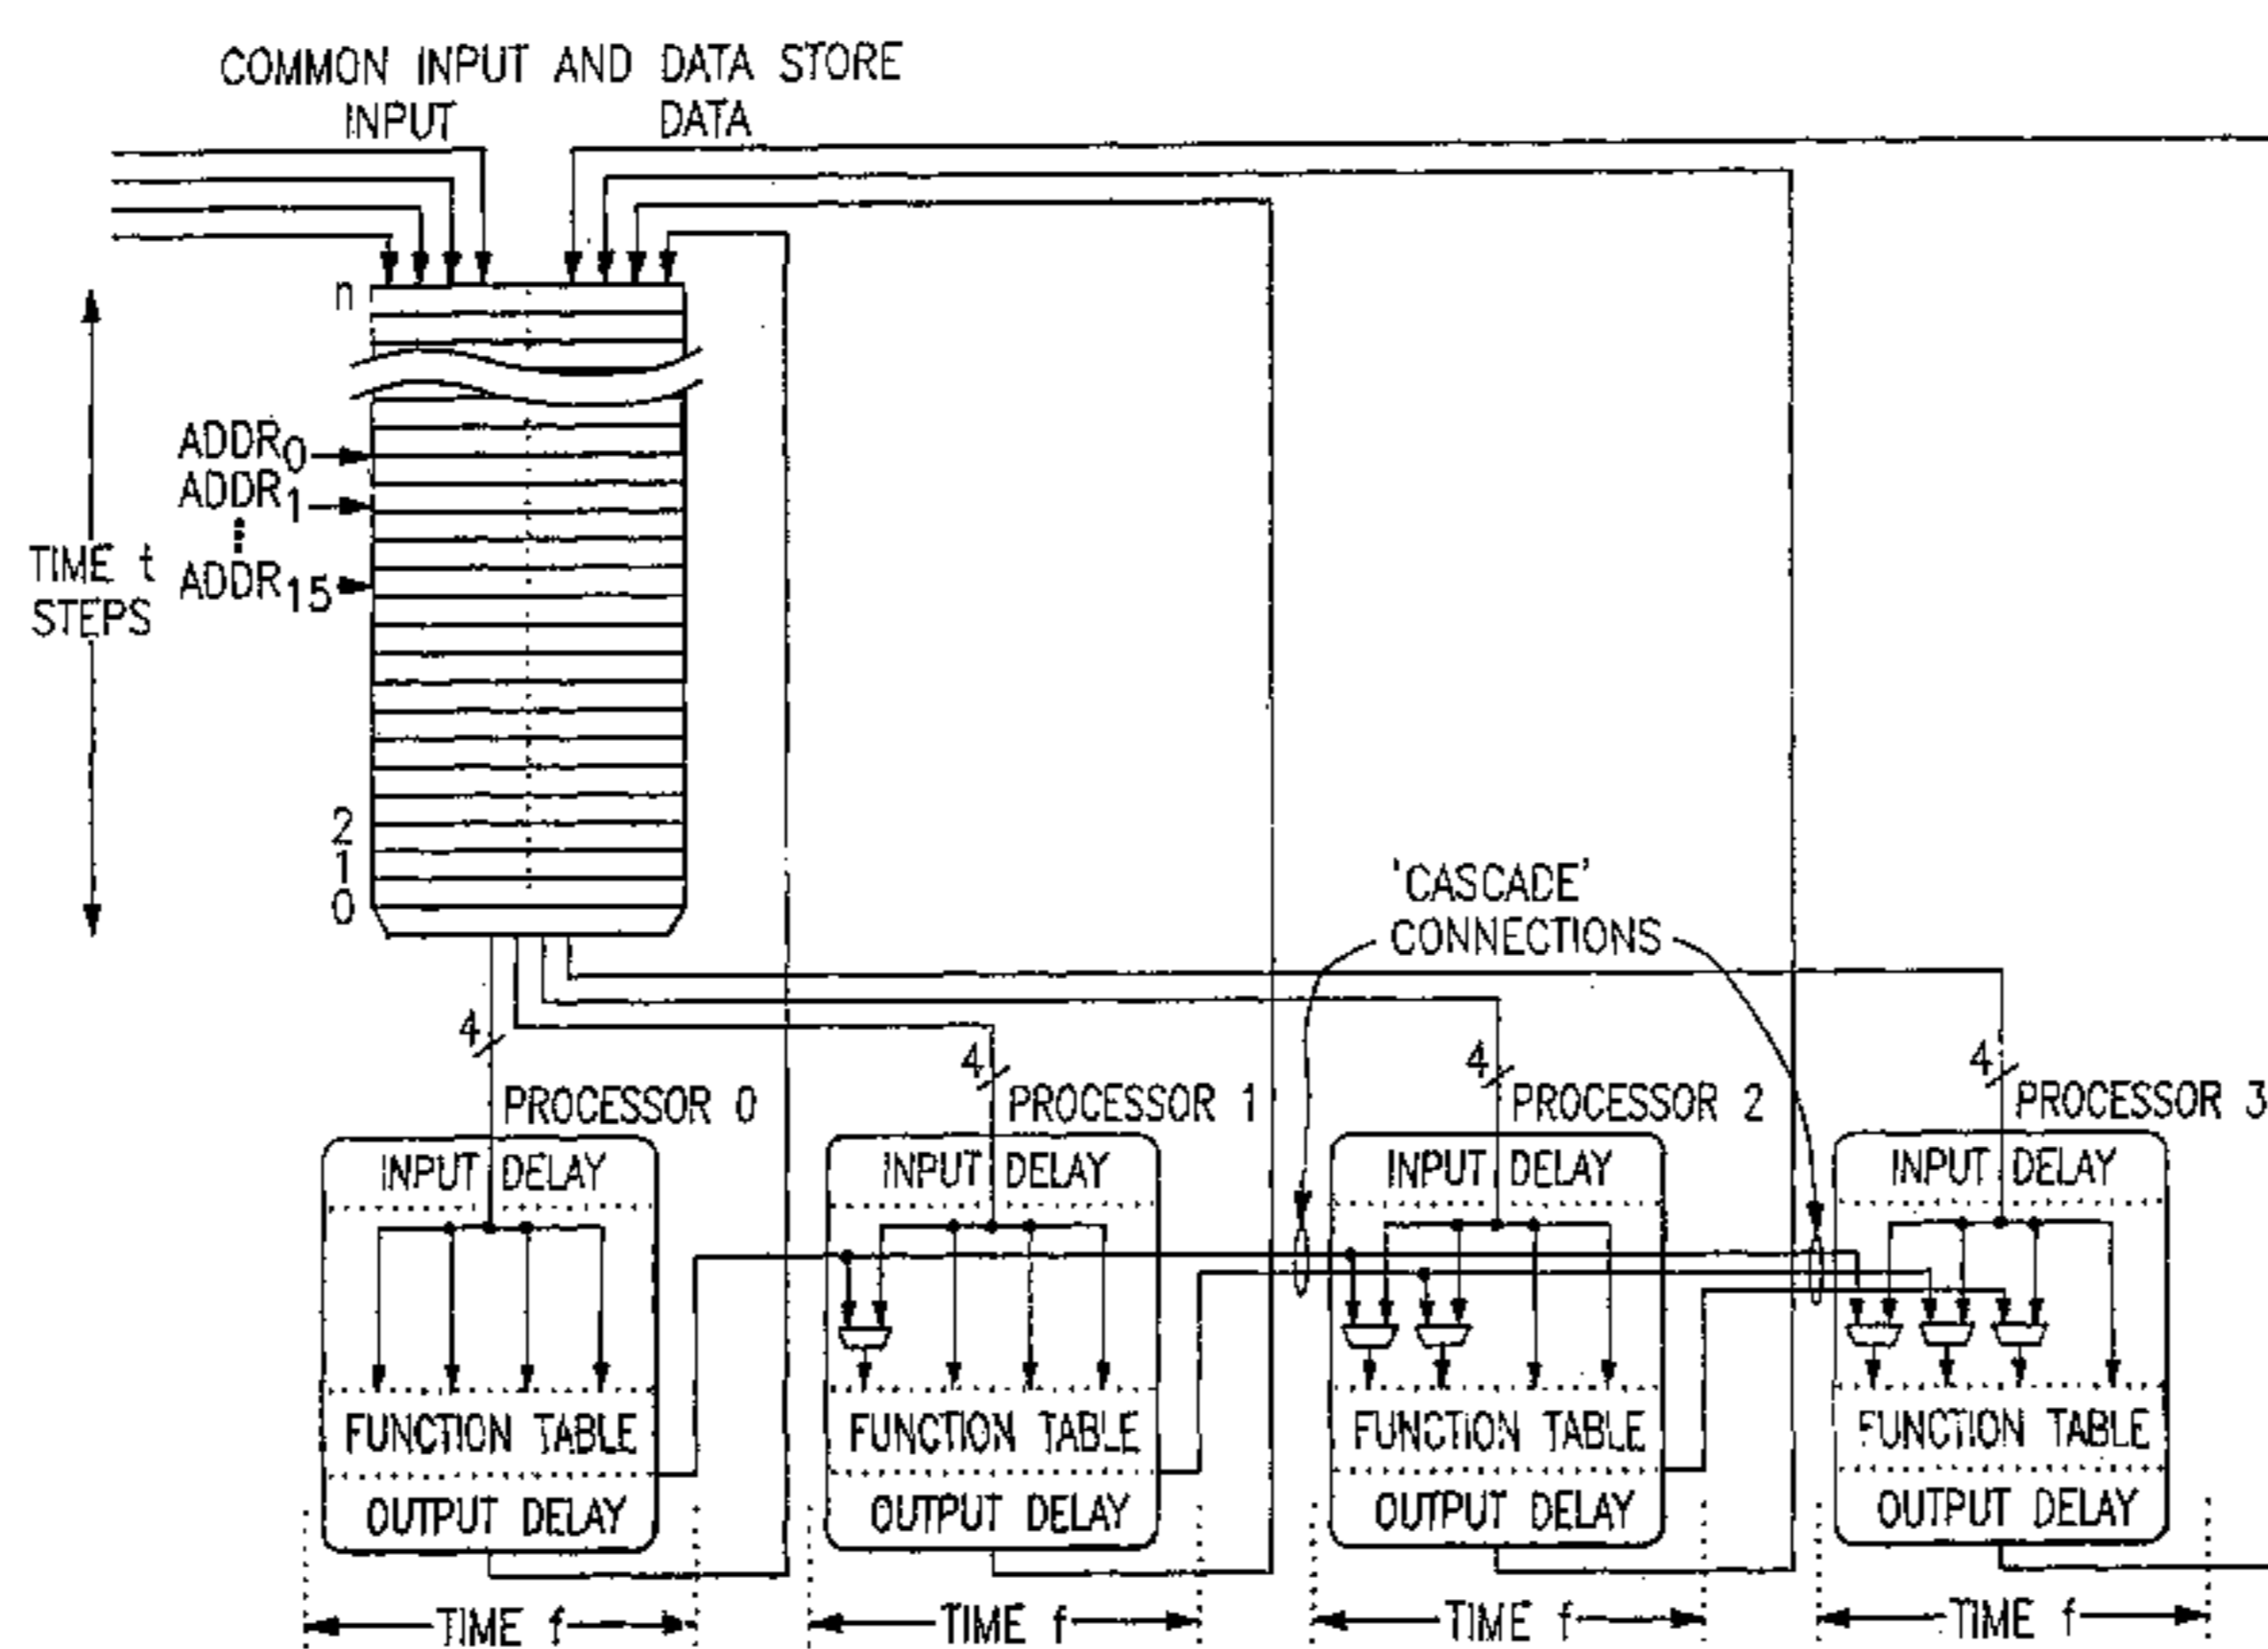 COMMON INPUT AND DATA STORE
INPUT DATA
n
ADDR0
ADDR1
ADDR15
TIME t
STEPS
2
1
0
'CASCADE'
CONNECTIONS
4 4 4 4
PROCESSOR 0 PROCESSOR 1 PROCESSOR 2 PROCESSOR 3
INPUT DELAY INPUT DELAY INPUT DELAY INPUT DELAY
FUNCTION TABLE FUNCTION TABLE FUNCTION TABLE FUNCTION TABLE
OUTPUT DELAY OUTPUT DELAY OUTPUT DELAY OUTPUT DELAY
TIME f TIME f TIME f TIME f